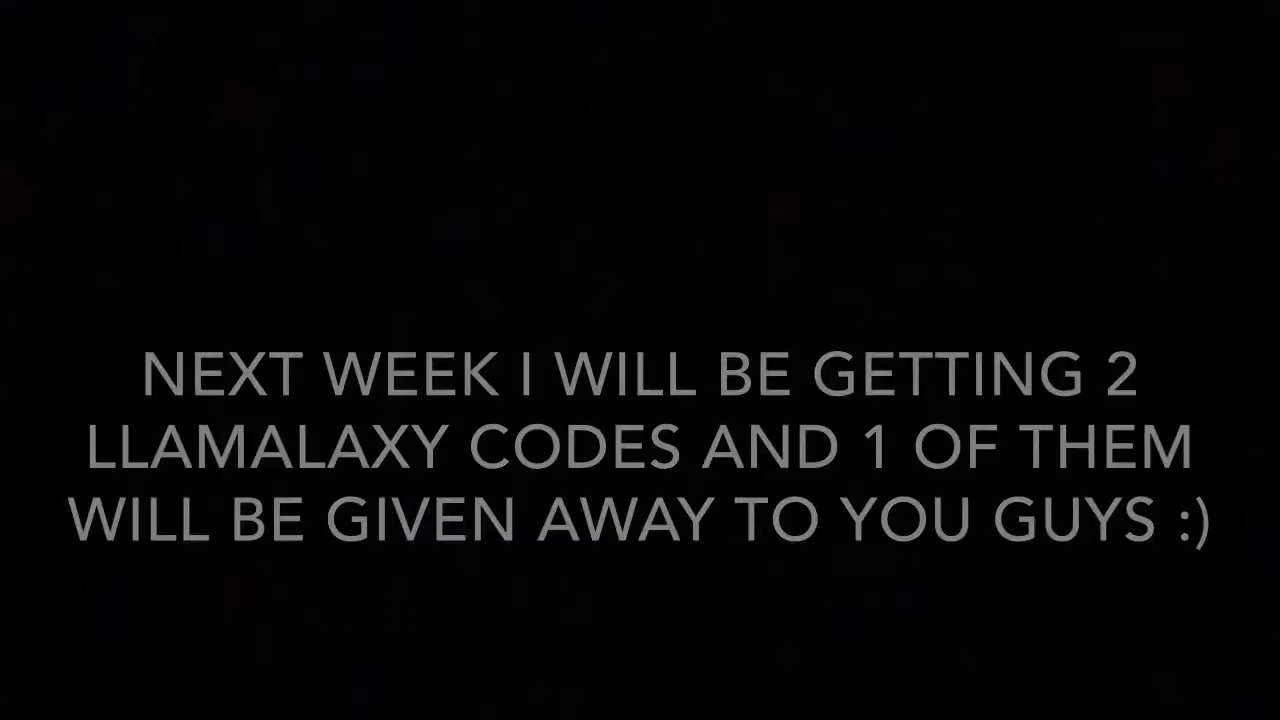 NEXT WEEK I WILL BE GETTING 2
LLAMALAXY CODES AND 1 OF THEM
WILL BE GIVEN AWAY TO YOU GUYS :)